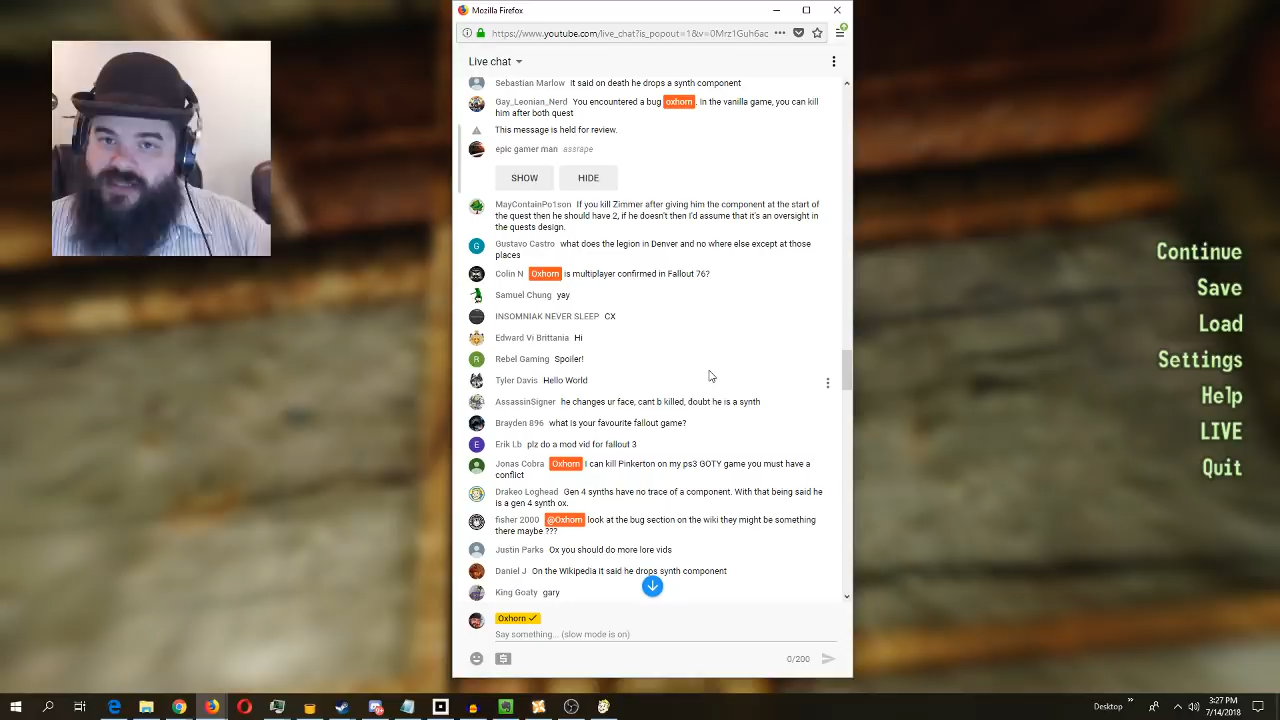 Mozilla Firefox
https://www.youtube.com/live_chat?is_popout=1&v=0Mrz1Guh6ac
Live chat
Sebastian Marlow It said on death he drops a synth component
Gay_Leonian_Nerd You encountered a bug oxhorn. In the vanilla game, you can kill
him after both quest
This message is held for review.
epic gamer man assrape
SHOW HIDE
MayContainPo1son If you kill Zimmer after giving him the component at the start of
the quest then he should have 2, if he doesn't then I'd assume that it's an oversight in
the quests design.
G Gustavo Castro what does the legion in Denver and no where else except at those
places
Colin N Oxhorn is multiplayer confirmed in Fallout 76?
Samuel Chung yay
INSOMNIAK NEVER SLEEP CX
Edward Vi Brittania Hi
R Rebel Gaming Spoiler!
Tyler Davis Hello World
AssassinSigner he changes ur face, cant b killed, doubt he is a synth
Brayden 896 what is your favourite fallout game?
E Erik Lb plz do a mod vid for fallout 3
Jonas Cobra Oxhorn I can kill Pinkerton on my ps3 GOTY game you must have a
conflict
Drakeo Loghead Gen 4 synths have no trace of a component. With that being said he
is a gen 4 synth ox.
fisher 2000 @Oxhorn look at the bug section on the wiki they might be something
there maybe ???
Justin Parks Ox you should do more lore vids
Daniel J On the Wikipedia it said he drops synth component
King Goaty gary
Oxhorn
Say something... (slow mode is on)
0/200
Continue
Save
Load
Settings
Help
LIVE
Quit
Desktop
3:27 PM
7/14/2018